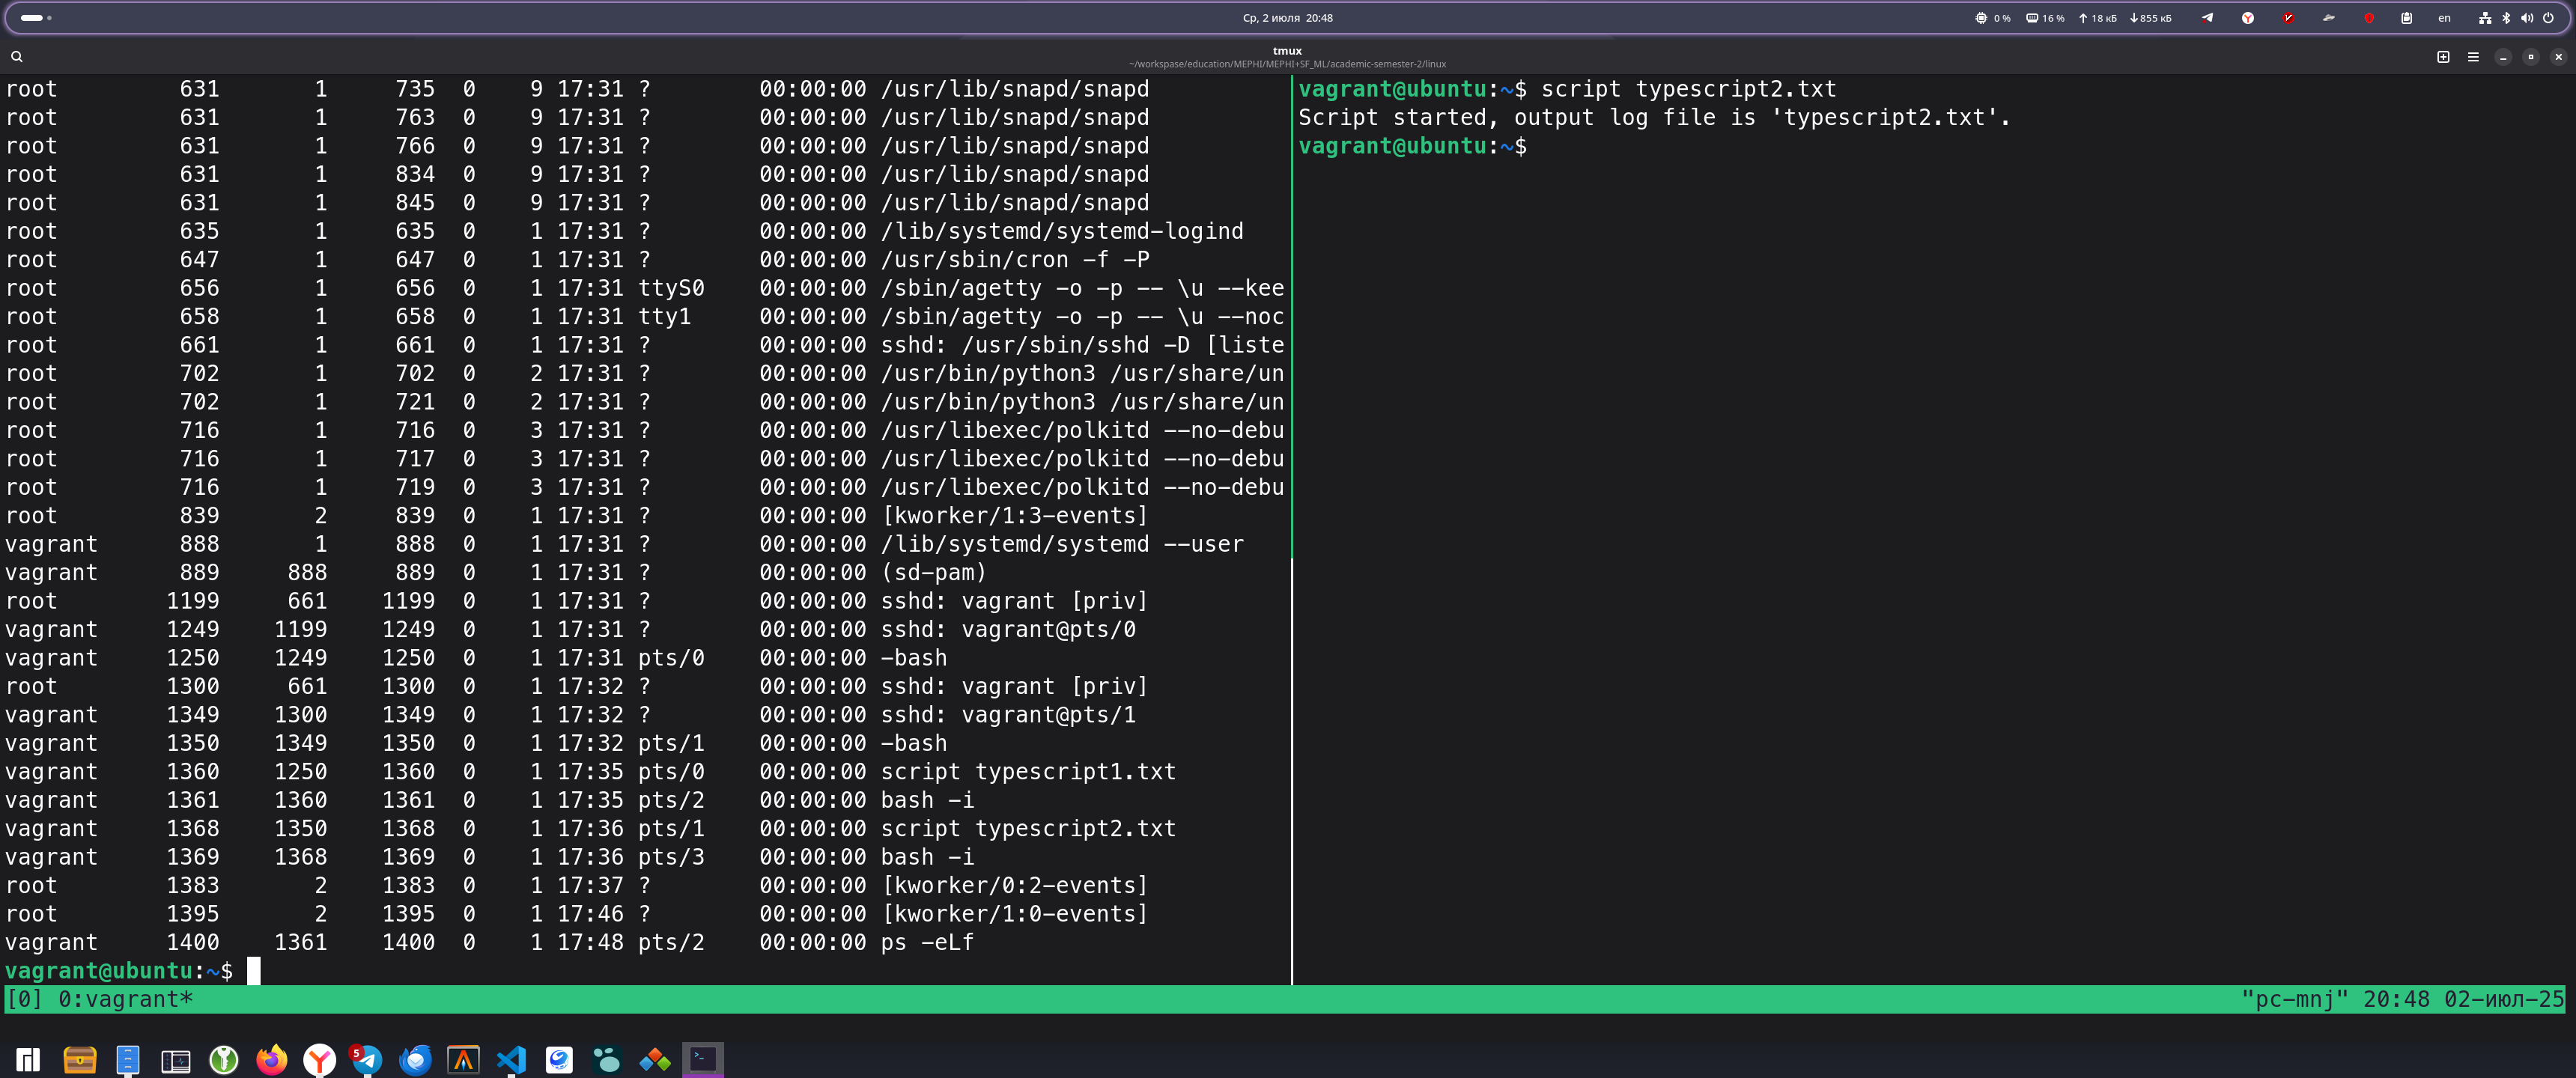 Ср, 2 июля 20:48
0 %
16 %
18 кБ
855 кБ
en
tmux
~/workspase/education/MEPHI/MEPHI+SF_ML/academic-semester-2/linux
root 631 1 735 0 9 17:31 ? 00:00:00 /usr/lib/snapd/snapd
root 631 1 763 0 9 17:31 ? 00:00:00 /usr/lib/snapd/snapd
root 631 1 766 0 9 17:31 ? 00:00:00 /usr/lib/snapd/snapd
root 631 1 834 0 9 17:31 ? 00:00:00 /usr/lib/snapd/snapd
root 631 1 845 0 9 17:31 ? 00:00:00 /usr/lib/snapd/snapd
root 635 1 635 0 1 17:31 ? 00:00:00 /lib/systemd/systemd-logind
root 647 1 647 0 1 17:31 ? 00:00:00 /usr/sbin/cron -f -P
root 656 1 656 0 1 17:31 ttyS0 00:00:00 /sbin/agetty -o -p -- \u --kee
root 658 1 658 0 1 17:31 tty1 00:00:00 /sbin/agetty -o -p -- \u --noc
root 661 1 661 0 1 17:31 ? 00:00:00 sshd: /usr/sbin/sshd -D [liste
root 702 1 702 0 2 17:31 ? 00:00:00 /usr/bin/python3 /usr/share/un
root 702 1 721 0 2 17:31 ? 00:00:00 /usr/bin/python3 /usr/share/un
root 716 1 716 0 3 17:31 ? 00:00:00 /usr/libexec/polkitd --no-debu
root 716 1 717 0 3 17:31 ? 00:00:00 /usr/libexec/polkitd --no-debu
root 716 1 719 0 3 17:31 ? 00:00:00 /usr/libexec/polkitd --no-debu
root 839 2 839 0 1 17:31 ? 00:00:00 [kworker/1:3-events]
vagrant 888 1 888 0 1 17:31 ? 00:00:00 /lib/systemd/systemd --user
vagrant 889 888 889 0 1 17:31 ? 00:00:00 (sd-pam)
root 1199 661 1199 0 1 17:31 ? 00:00:00 sshd: vagrant [priv]
vagrant 1249 1199 1249 0 1 17:31 ? 00:00:00 sshd: vagrant@pts/0
vagrant 1250 1249 1250 0 1 17:31 pts/0 00:00:00 -bash
root 1300 661 1300 0 1 17:32 ? 00:00:00 sshd: vagrant [priv]
vagrant 1349 1300 1349 0 1 17:32 ? 00:00:00 sshd: vagrant@pts/1
vagrant 1350 1349 1350 0 1 17:32 pts/1 00:00:00 -bash
vagrant 1360 1250 1360 0 1 17:35 pts/0 00:00:00 script typescript1.txt
vagrant 1361 1360 1361 0 1 17:35 pts/2 00:00:00 bash -i
vagrant 1368 1350 1368 0 1 17:36 pts/1 00:00:00 script typescript2.txt
vagrant 1369 1368 1369 0 1 17:36 pts/3 00:00:00 bash -i
root 1383 2 1383 0 1 17:37 ? 00:00:00 [kworker/0:2-events]
root 1395 2 1395 0 1 17:46 ? 00:00:00 [kworker/1:0-events]
vagrant 1400 1361 1400 0 1 17:48 pts/2 00:00:00 ps -eLf
vagrant@ubuntu:~$
vagrant@ubuntu:~$ script typescript2.txt
Script started, output log file is 'typescript2.txt'.
vagrant@ubuntu:~$
[0] 0:vagrant*
"pc-mnj" 20:48 02-июл-25
5